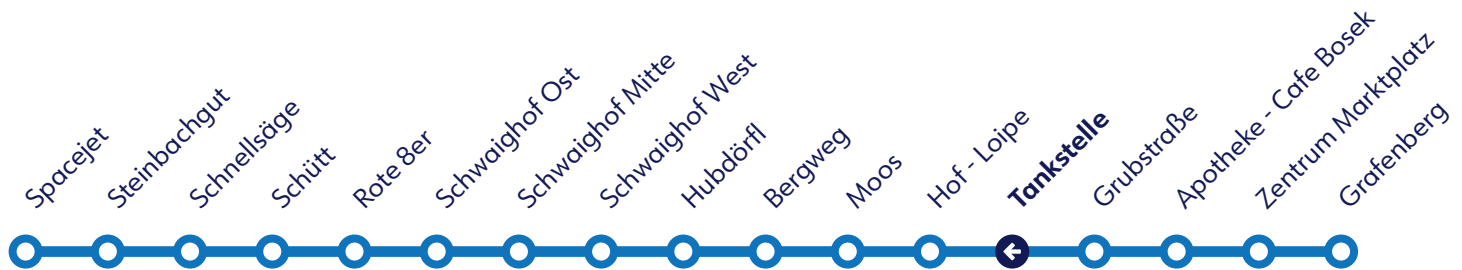 Spacejet
Steinbachgut
Schnellsäge
Schütt
Rote 8er
Schwaighof Ost
Schwaighof Mitte
Schwaighof West
Hubdörfl
Bergweg
Moos
Hof - Loipe
Tankstelle
Grubstraße
Apotheke - Cafe Bosek
Zentrum Marktplatz
Grafenberg